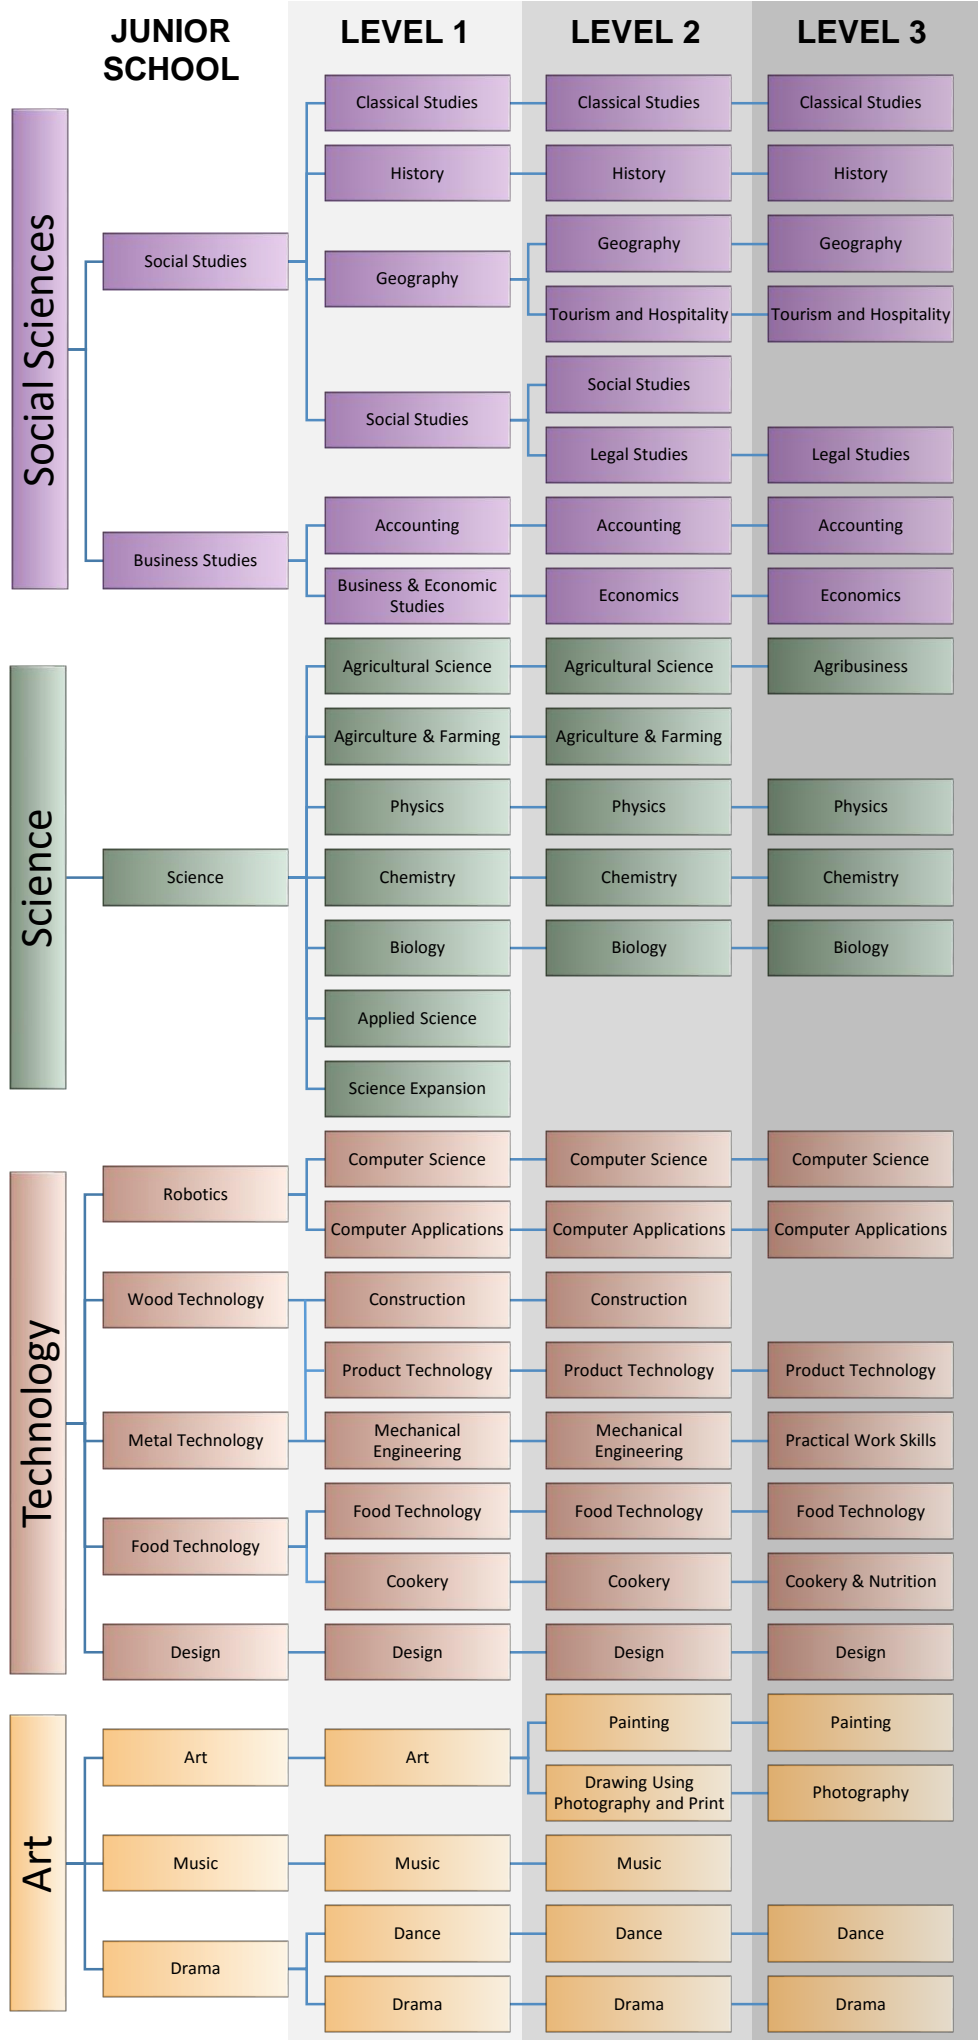 JUNIOR
SCHOOL
LEVEL 1
LEVEL 2
LEVEL 3
Social Sciences
Social Studies
Classical Studies
Classical Studies
Classical Studies
History
History
History
Geography
Geography
Geography
Tourism and Hospitality
Tourism and Hospitality
Social Studies
Social Studies
Legal Studies
Legal Studies
Business Studies
Accounting
Accounting
Accounting
Business & Economic
Studies
Economics
Economics
Science
Science
Agricultural Science
Agricultural Science
Agribusiness
Agirculture & Farming
Agriculture & Farming
Physics
Physics
Physics
Chemistry
Chemistry
Chemistry
Biology
Biology
Biology
Applied Science
Science Expansion
Technology
Robotics
Computer Science
Computer Science
Computer Science
Computer Applications
Computer Applications
Computer Applications
Wood Technology
Construction
Construction
Product Technology
Product Technology
Product Technology
Metal Technology
Mechanical
Engineering
Mechanical
Engineering
Practical Work Skills
Food Technology
Food Technology
Food Technology
Food Technology
Cookery
Cookery
Cookery & Nutrition
Design
Design
Design
Design
Art
Art
Art
Painting
Painting
Drawing Using
Photography and Print
Photography
Music
Music
Music
Drama
Dance
Dance
Dance
Drama
Drama
Drama